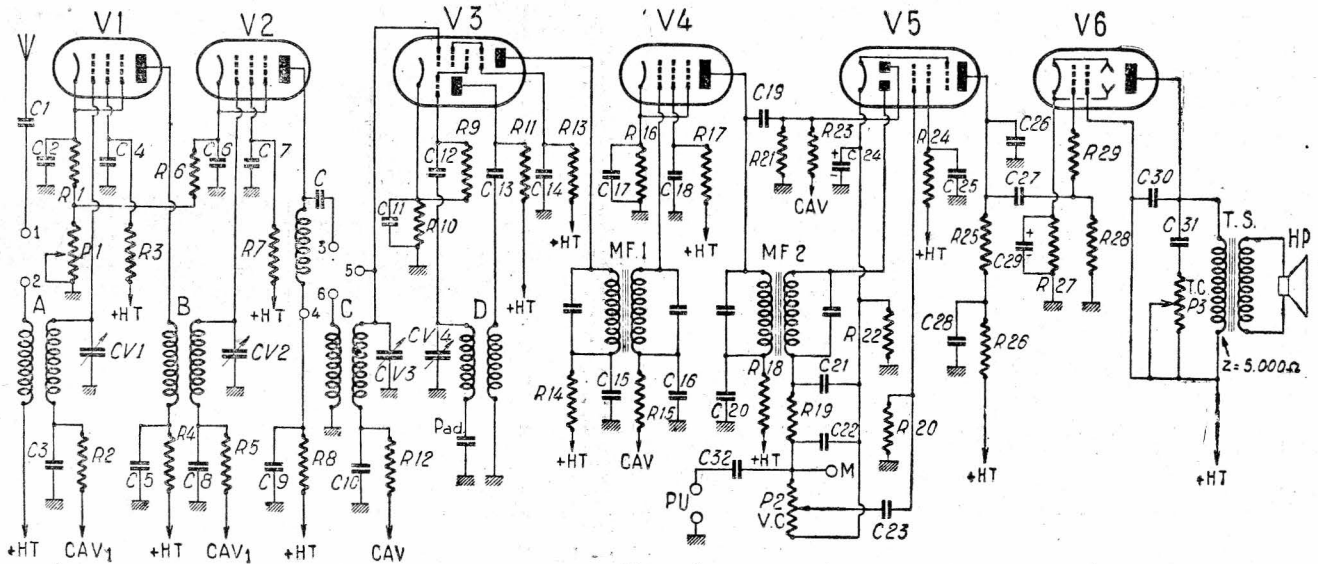 V1
V2
V3
V4
V5
V6
C1
C2
C4
R1
R6
C6
C7
C
C12
R9
R11
R13
C13
C14
C11
R10
R16
C17
C18
R17
C19
R21
R23
C24
+
-
CAV
R24
C25
C26
C27
R29
C30
C31
R25
C29
+
-
R27
R28
T.S.
HP
T.C.
P3
Z=5.000Ω
1
2
P1
R3
+HT
R7
+HT
3
4
5
6
+HT
+HT
MF.1
+HT
MF2
+HT
R22
C28
R26
A
B
C
D
CV1
CV2
CV3
CV4
Pad.
R14
C15
R15
C16
C20
R18
C21
R19
C22
R20
C3
R2
C5
R4
C8
R5
C9
R8
C10
R12
+HT
CAV
+HT
C32
M
PU
P2
V.C
C23
+HT
+HT
+HT
CAV1
+HT
CAV1
+HT
CAV